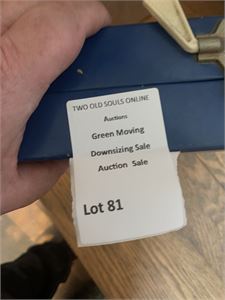 TWO OLD SOULS ONLINE
Auctions
Green Moving
Downsizing Sale
Auction Sale
Lot 81